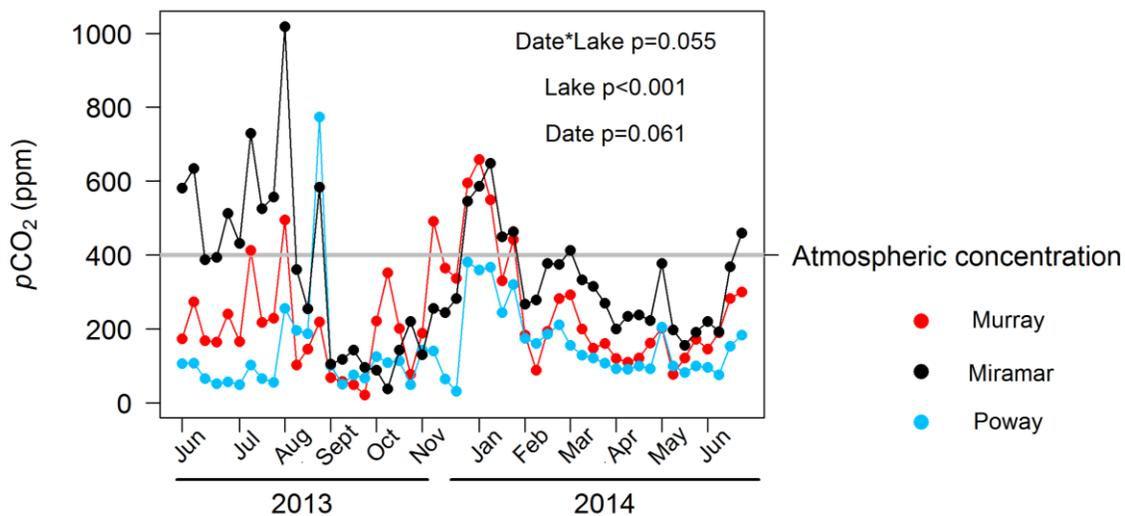 1000
800
600
400
200
0
pCO₂ (ppm)
Date*Lake p=0.055
Lake p<0.001
Date p=0.061
Atmospheric concentration
Murray
Miramar
Poway
Jun Jul Aug Sept Oct Nov Jan Feb Mar Apr May Jun
2013 2014